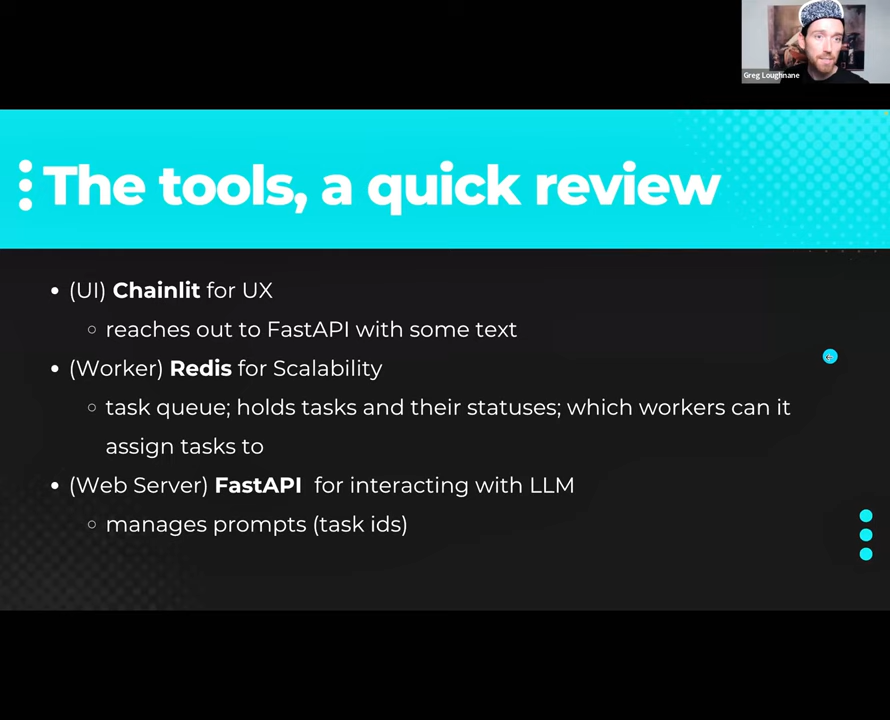 Greg Loughnane
The tools, a quick review
(UI) Chainlit for UX
reaches out to FastAPI with some text
(Worker) Redis for Scalability
task queue; holds tasks and their statuses; which workers can it
assign tasks to
(Web Server) FastAPI for interacting with LLM
manages prompts (task ids)